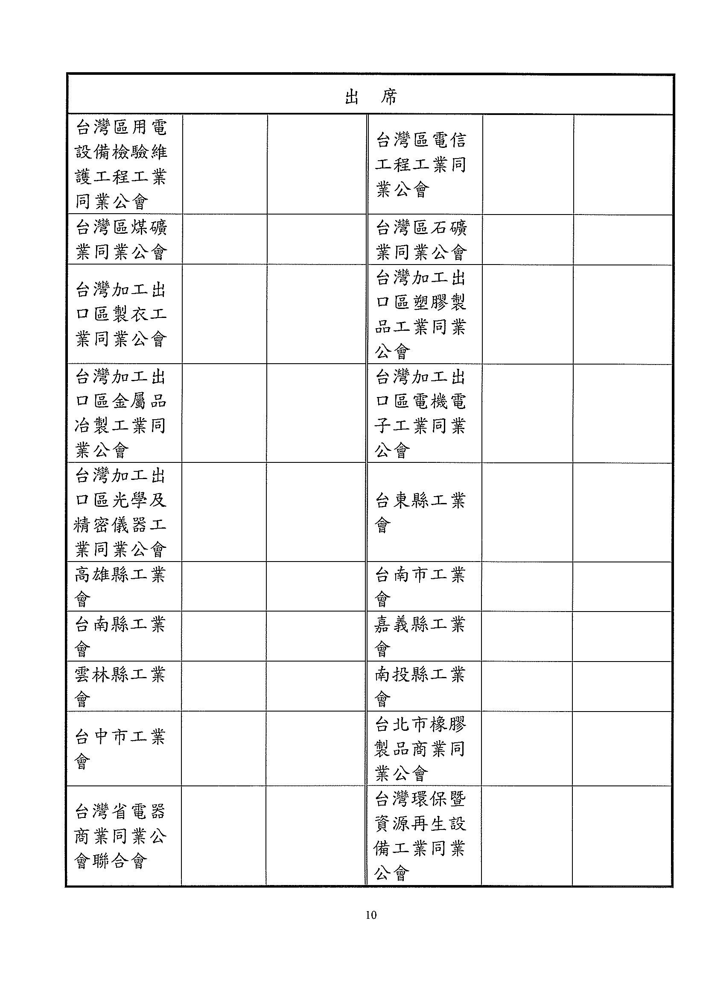 出 席
台灣區用電
設備檢驗維
護工程工業
同業公會
台灣區電信
工程工業同
業公會
台灣區煤礦
業同業公會
台灣區石礦
業同業公會
台灣加工出
口區製衣工
業同業公會
台灣加工出
口區塑膠製
品工業同業
公會
台灣加工出
口區金屬品
冶製工業同
業公會
台灣加工出
口區電機電
子工業同業
公會
台灣加工出
口區光學及
精密儀器工
業同業公會
台東縣工業
會
高雄縣工業
會
台南市工業
會
台南縣工業
會
嘉義縣工業
會
雲林縣工業
會
南投縣工業
會
台中市工業
會
台北市橡膠
製品商業同
業公會
台灣省電器
商業同業公
會聯合會
台灣環保暨
資源再生設
備工業同業
公會
10